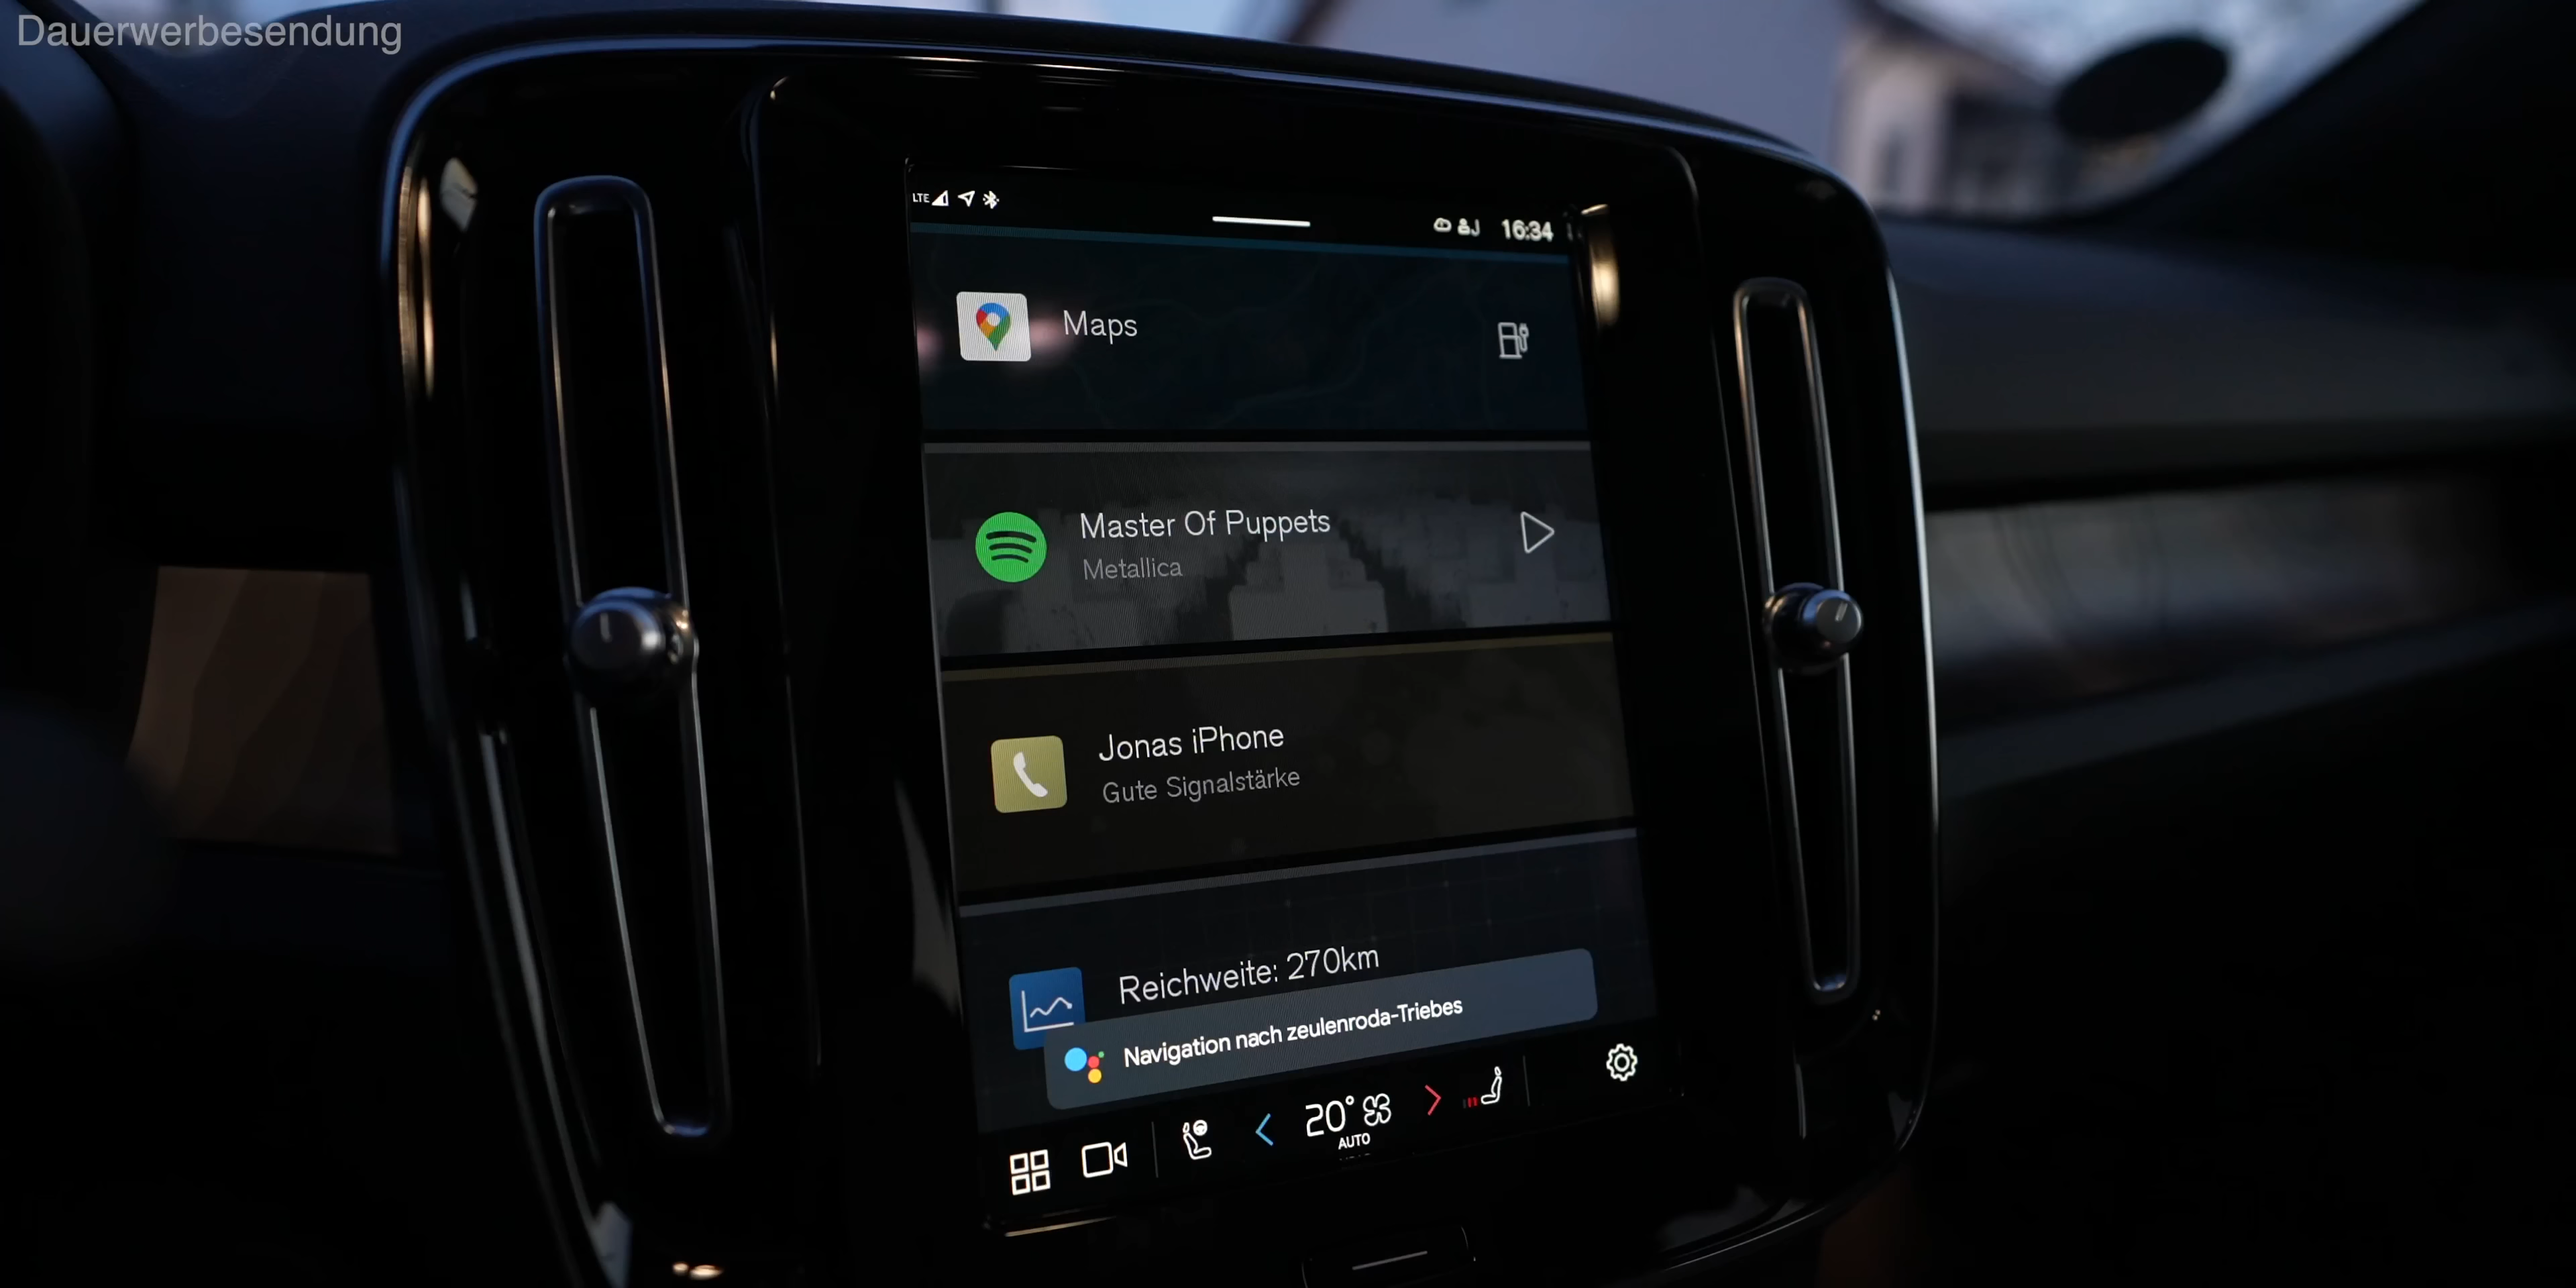 Dauerwerbesendung
LTE
J 16:34
Maps
Master Of Puppets
Metallica
Jonas iPhone
Gute Signalstärke
Reichweite: 270km
Navigation nach zeulenroda-Triebes
20°
AUTO